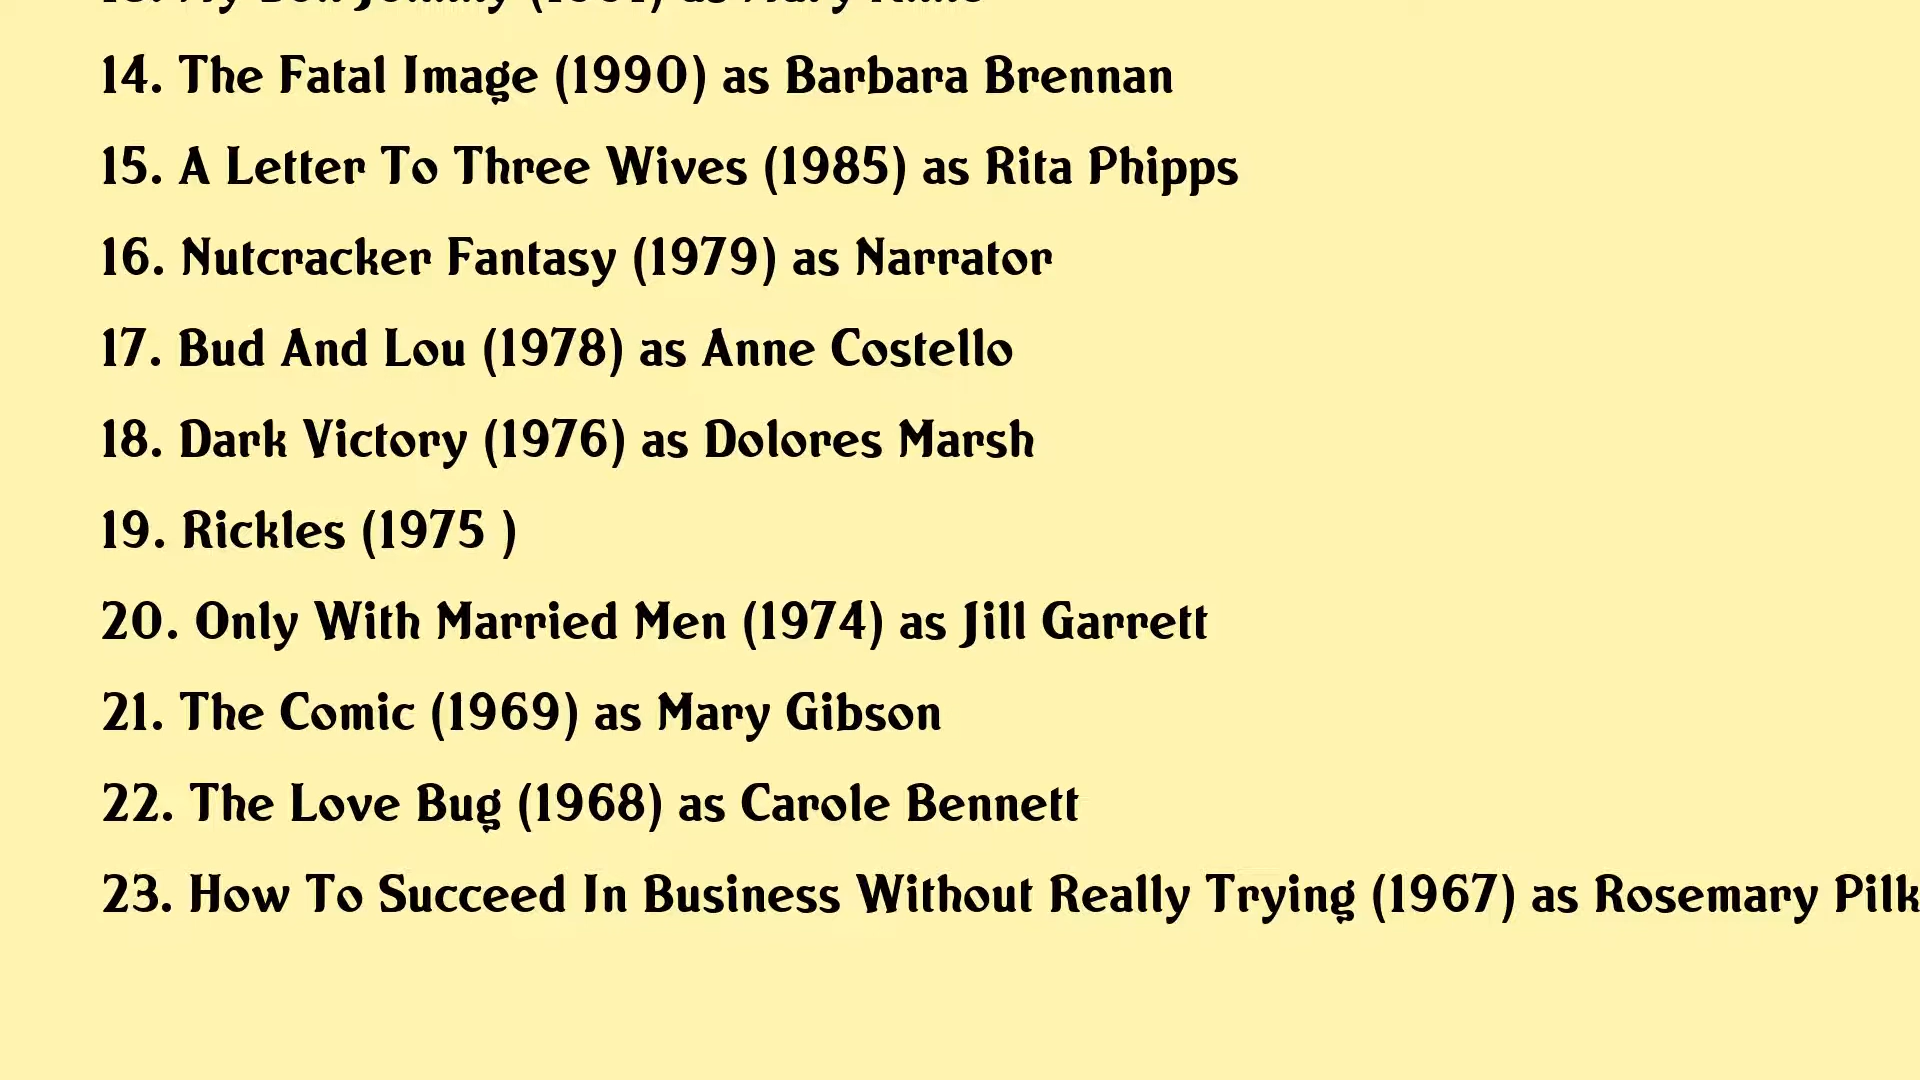 14. The Fatal Image (1990) as Barbara Brennan
15. A Letter To Three Wives (1985) as Rita Phipps
16. Nutcracker Fantasy (1979) as Narrator
17. Bud And Lou (1978) as Anne Costello
18. Dark Victory (1976) as Dolores Marsh
19. Rickles (1975 )
20. Only With Married Men (1974) as Jill Garrett
21. The Comic (1969) as Mary Gibson
22. The Love Bug (1968) as Carole Bennett
23. How To Succeed In Business Without Really Trying (1967) as Rosemary Pilk